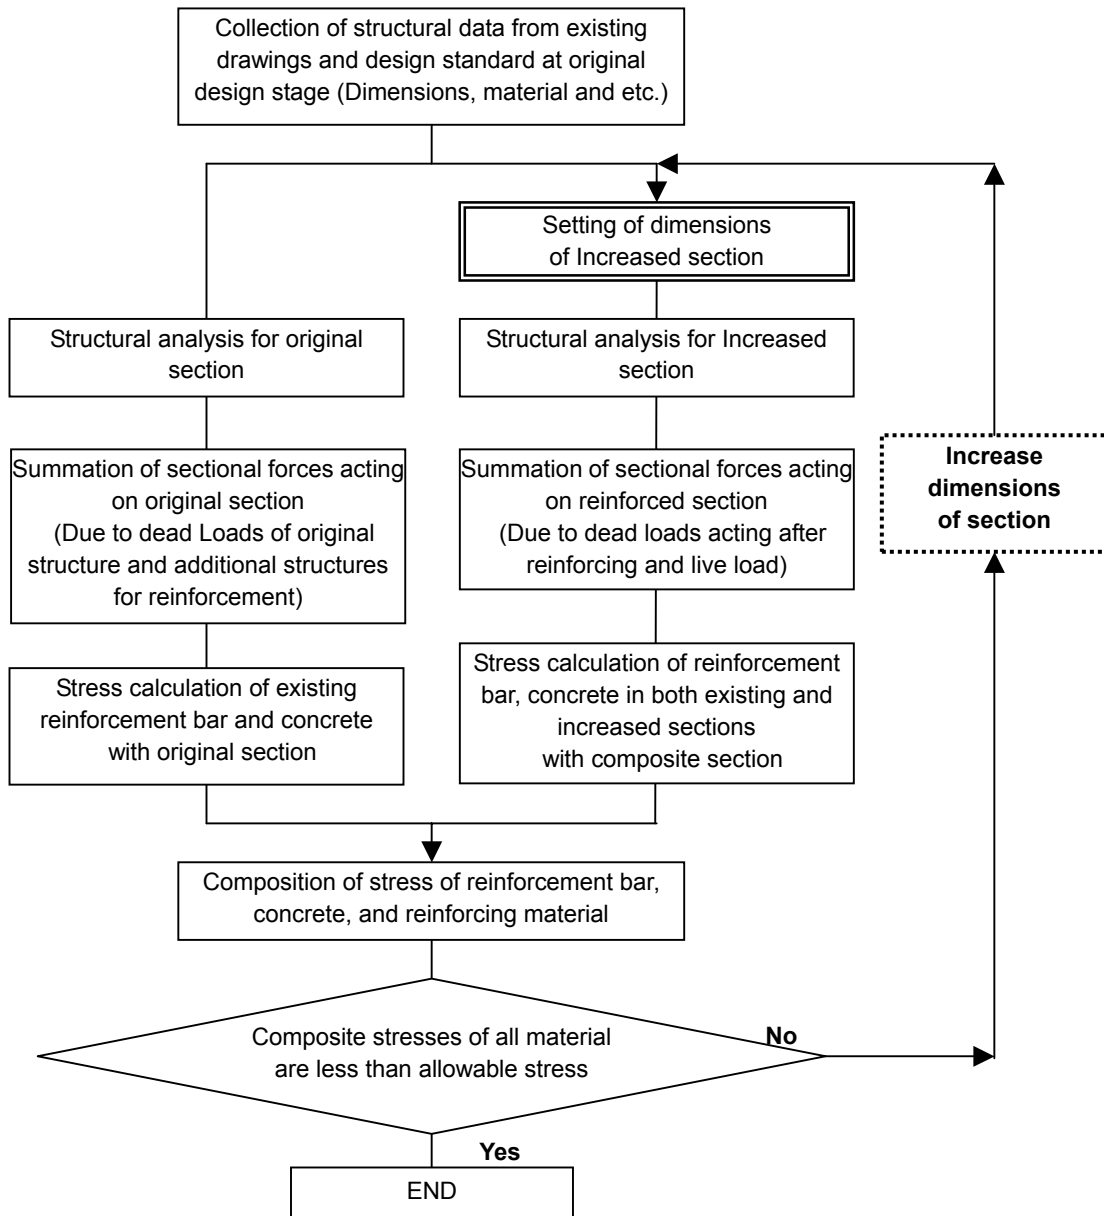 Collection of structural data from existing
drawings and design standard at original
design stage (Dimensions, material and etc.)
Setting of dimensions
of Increased section
Structural analysis for original
section
Structural analysis for Increased
section
Summation of sectional forces acting
on original section
(Due to dead Loads of original
structure and additional structures
for reinforcement)
Summation of sectional forces acting
on reinforced section
(Due to dead loads acting after
reinforcing and live load)
Increase
dimensions
of section
Stress calculation of existing
reinforcement bar and concrete
with original section
Stress calculation of reinforcement
bar, concrete in both existing and
increased sections
with composite section
Composition of stress of reinforcement bar,
concrete, and reinforcing material
Composite stresses of all material
are less than allowable stress
No
Yes
END